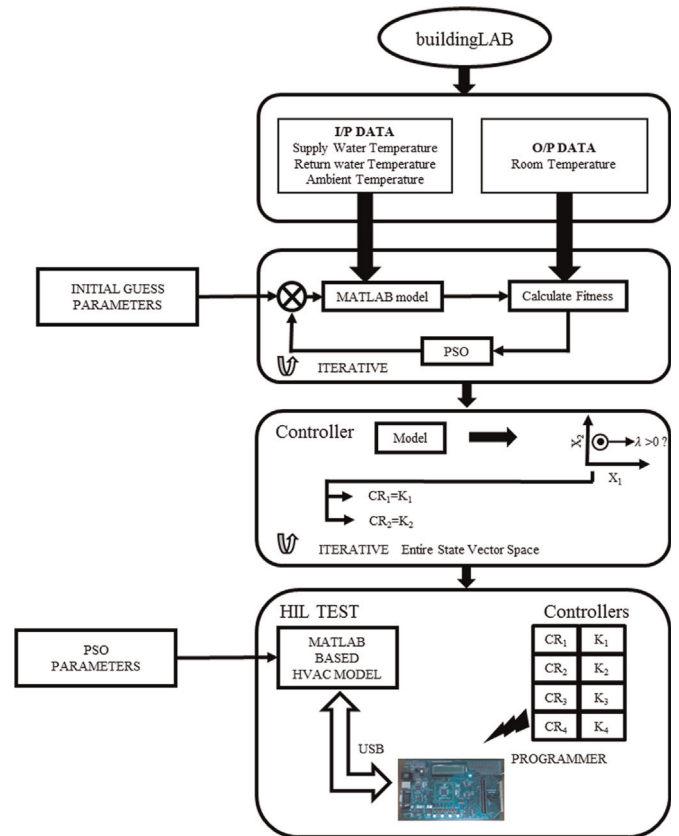 buildingLAB
I/P DATA
Supply Water Temperature
Return water Temperature
Ambient Temperature
O/P DATA
Room Temperature
INITIAL GUESS
PARAMETERS
MATLAB model
Calculate Fitness
PSO
ITERATIVE
Controller
Model
X₂
λ >0 ?
X₁
CR₁=K₁
CR₂=K₂
ITERATIVE Entire State Vector Space
HIL TEST
Controllers
PSO
PARAMETERS
MATLAB
BASED
HVAC MODEL
CR₁ K₁
CR₂ K₂
CR₃ K₃
CR₄ K₄
USB
PROGRAMMER